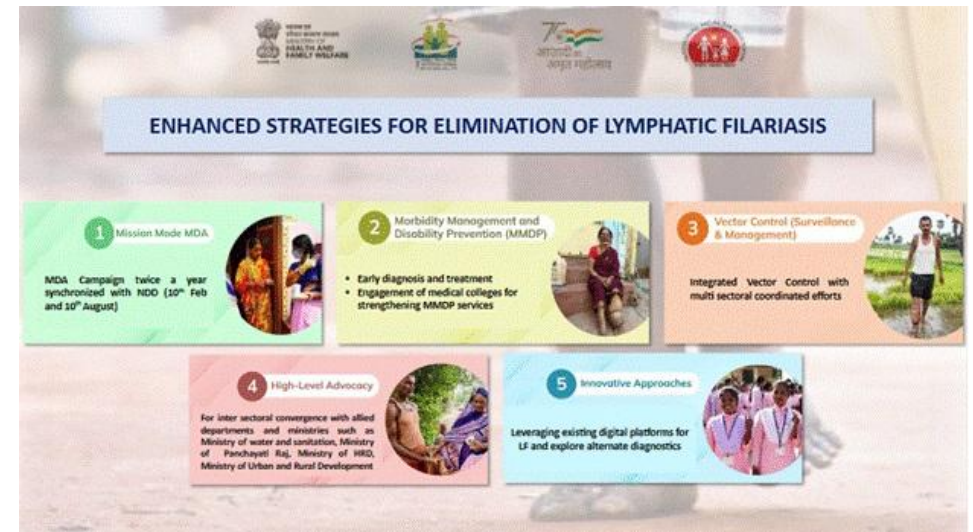 HEALTH AND
FAMILY WELFARE
ENHANCED STRATEGIES FOR ELIMINATION OF LYMPHATIC FILARIASIS
1 Mission Mode MDA
MDA Campaign twice a year
synchronized with NDD (10th Feb
and 10th August)
2 Morbidity Management and
Disability Prevention (MMDP)
• Early diagnosis and treatment
• Engagement of medical colleges for
strengthening MMDP services
3 Vector Control (Surveillance
& Management)
Integrated Vector Control with
multi sectoral coordinated efforts
4 High-Level Advocacy
For inter sectoral convergence with allied
departments and ministries such as
Ministry of water and sanitation, Ministry
of Panchayati Raj, Ministry of HRD,
Ministry of Urban and Rural Development
5 Innovative Approaches
Leveraging existing digital platforms for
LF and explore alternate diagnostics